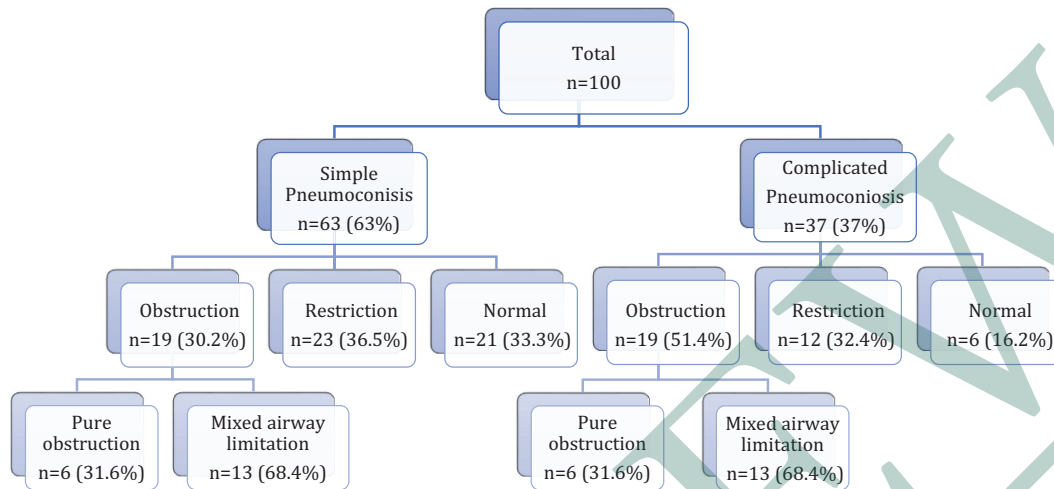 Total
n=100
Simple
Pneumoconisis
n=63 (63%)
Complicated
Pneumoconiosis
n=37 (37%)
Obstruction
n=19 (30.2%)
Restriction
n=23 (36.5%)
Normal
n=21 (33.3%)
Obstruction
n=19 (51.4%)
Restriction
n=12 (32.4%)
Normal
n=6 (16.2%)
Pure
obstruction
n=6 (31.6%)
Mixed airway
limitation
n=13 (68.4%)
Pure
obstruction
n=6 (31.6%)
Mixed airway
limitation
n=13 (68.4%)